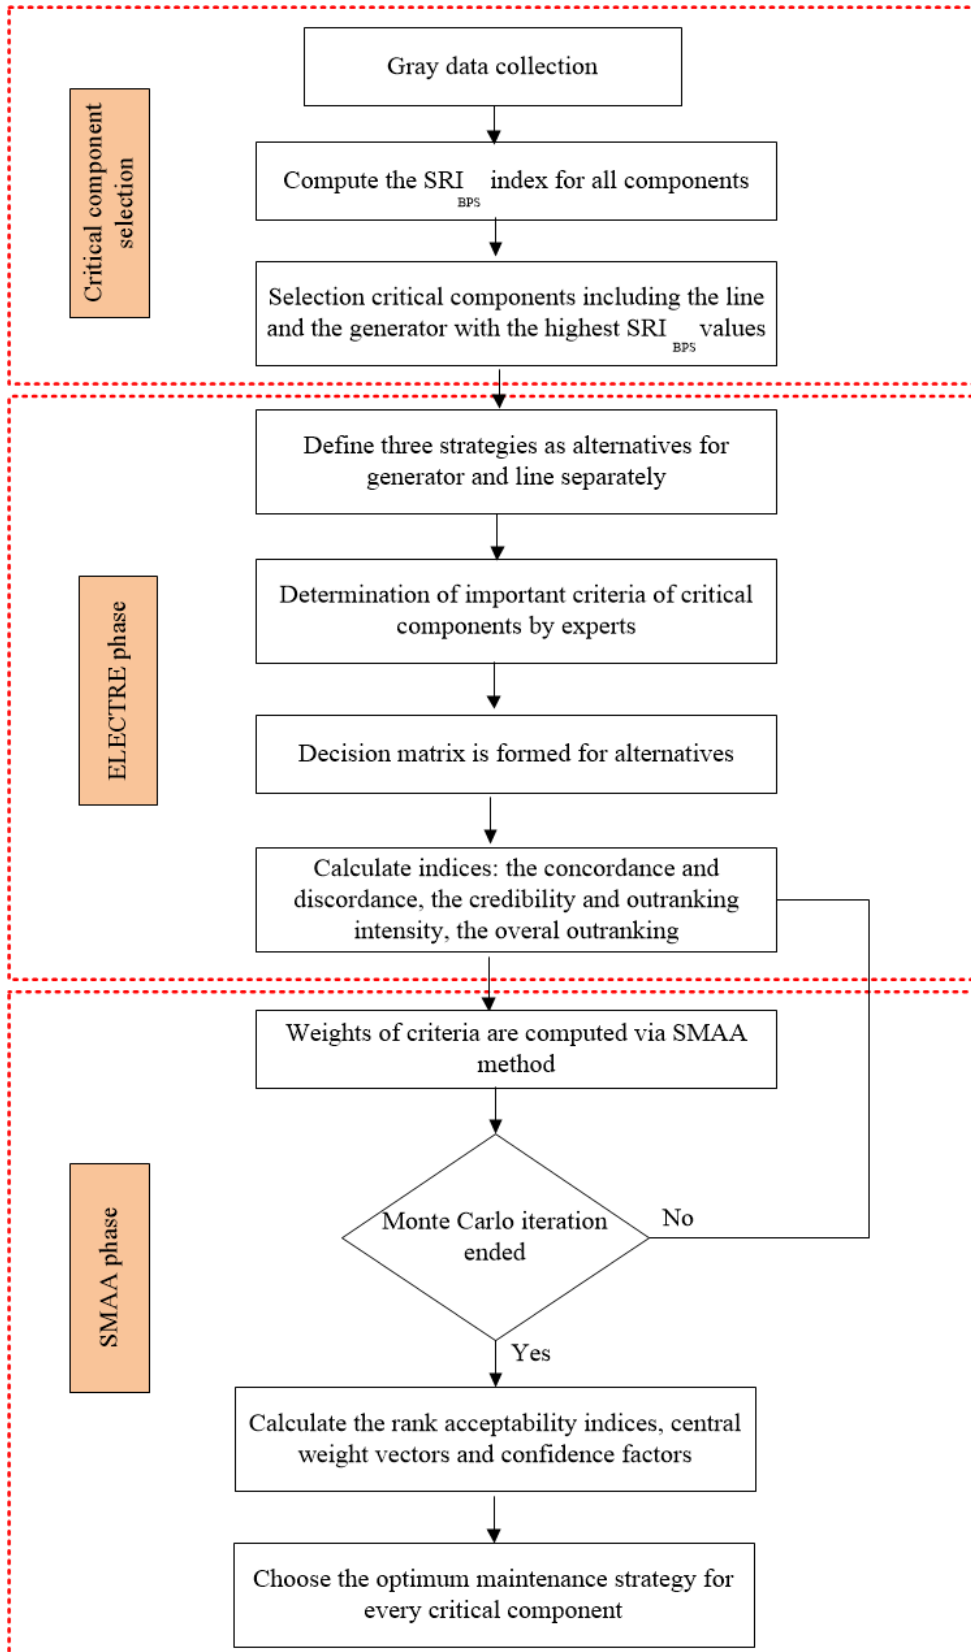 Critical component
selection
Gray data collection
Compute the SRI BPS index for all components
Selection critical components including the line
and the generator with the highest SRI BPS values
ELECTRE phase
Define three strategies as alternatives for
generator and line separately
Determination of important criteria of critical
components by experts
Decision matrix is formed for alternatives
Calculate indices: the concordance and
discordance, the credibility and outranking
intensity, the overal outranking
SMAA phase
Weights of criteria are computed via SMAA
method
Monte Carlo iteration
ended
No
Yes
Calculate the rank acceptability indices, central
weight vectors and confidence factors
Choose the optimum maintenance strategy for
every critical component